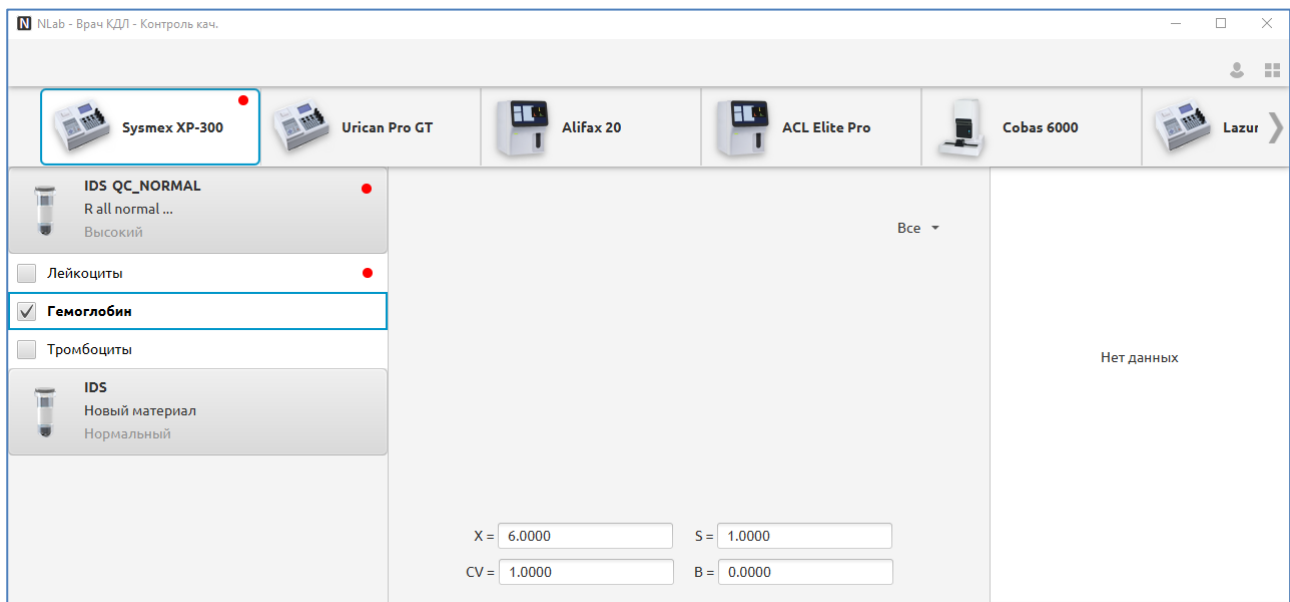 NLab - Врач КДЛ - Контроль кач.
Sysmex XP-300
Urican Pro GT
Alifax 20
ACL Elite Pro
Cobas 6000
Lazur
IDS QC_NORMAL
R all normal ...
Высокий
Лейкоциты
Гемоглобин
Тромбоциты
IDS
Новый материал
Нормальный
Все
X = 6.0000
S = 1.0000
CV = 1.0000
B = 0.0000
Нет данных